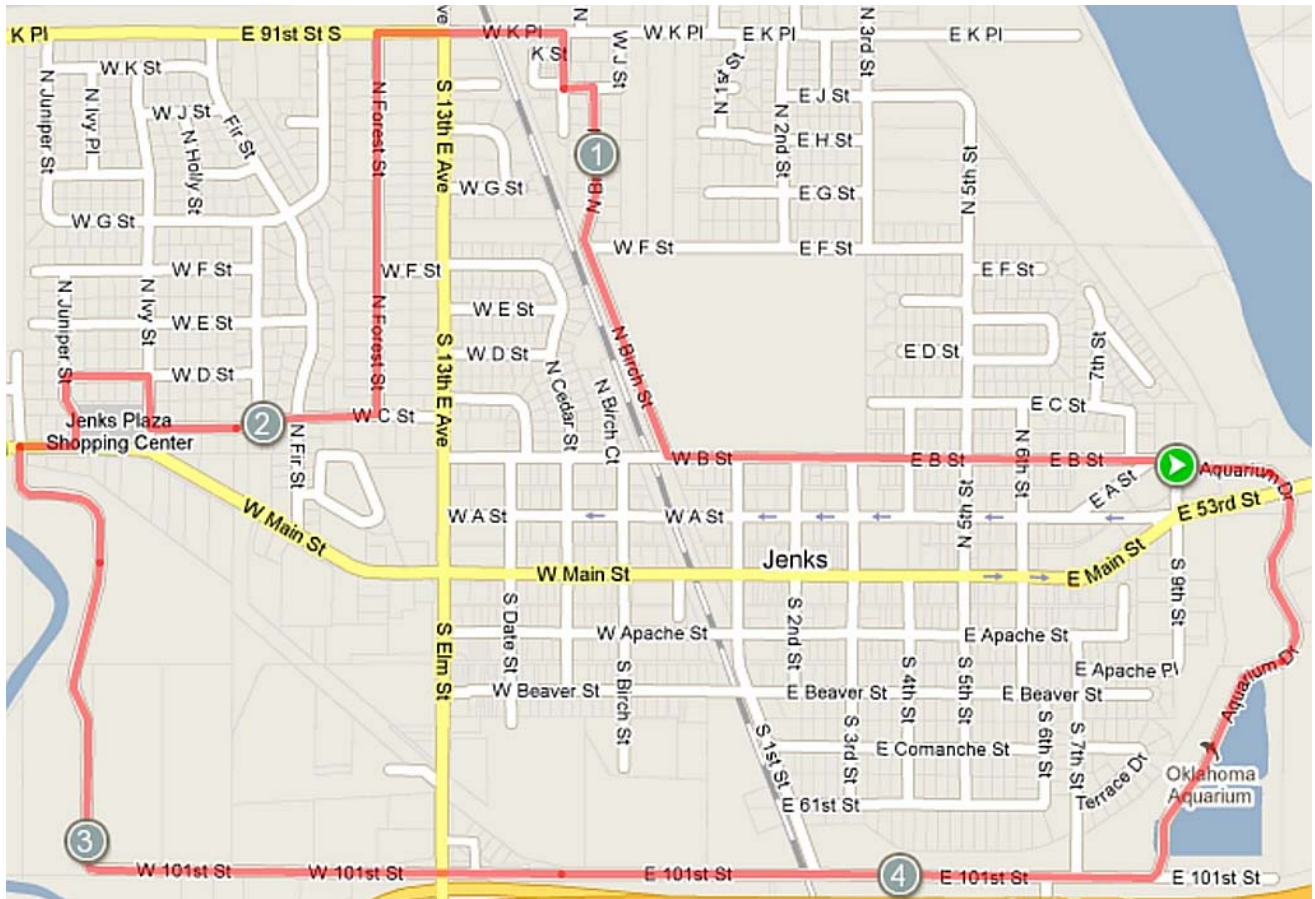 K Pl
E 91st St S
ve
W K Pl
N
W K Pl
E K Pl
N 3rd St
E K Pl
K St
W J St
N 1st St
W K St
N Juniper St
N Ivy Pl
W J St
N Holly St
Fir St
N Forest St
S 13th E Ave
E J St
N 2nd St
E H St
N 5th St
1
W G St
E G St
W G St
W F St
E F St
W F St
W F St
E F St
N Juniper St
N Ivy St
N Forest St
W E St
W E St
S 13th E Ave
N Birch St
W D St
W D St
E D St
7th St
N Cedar St
N Birch Ct
W C St
E C St
2
Jenks Plaza
Shopping Center
N Fir St
N 6th St
W B St
E B St
E B St
Aquarium Dr
E A St
E 53rd St
W Main St
W A St
W A St
N 5th St
Jenks
W Main St
E Main St
S 9th St
S Date St
S 2nd St
S Elm St
W Apache St
E Apache St
E Apache Pl
Aquarium Dr
W Beaver St
S Birch St
E Beaver St
S 4th St
S 5th St
E Beaver St
S 1st St
S 3rd St
E Comanche St
S 6th St
S 7th St
Terrace Dr
Oklahoma
Aquarium
E 61st St
3
W 101st St
W 101st St
E 101st St
4
E 101st St
E 101st St